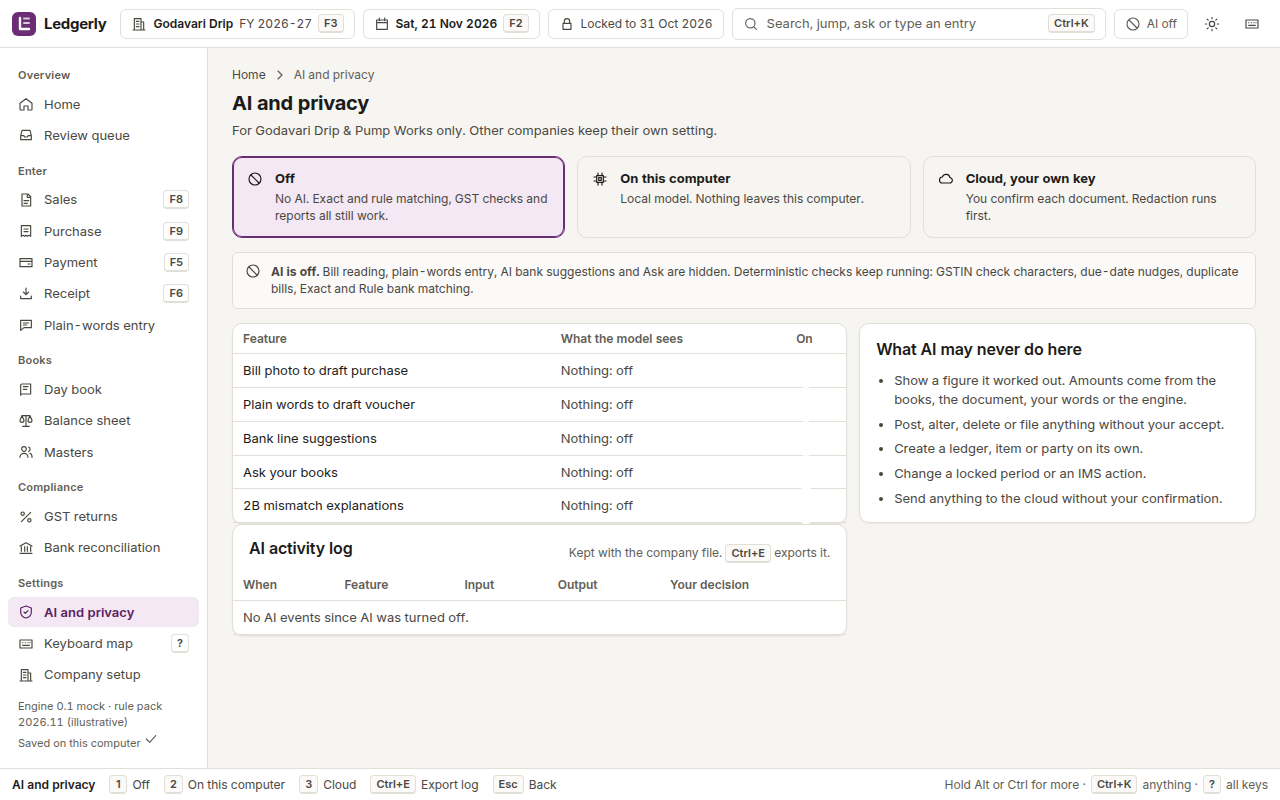 Ledgerly
Godavari Drip FY 2026-27 F3
Sat, 21 Nov 2026 F2
Locked to 31 Oct 2026
Search, jump, ask or type an entry Ctrl+K
AI off
Overview
Home
Review queue
Enter
Sales F8
Purchase F9
Payment F5
Receipt F6
Plain-words entry
Books
Day book
Balance sheet
Masters
Compliance
GST returns
Bank reconciliation
Settings
AI and privacy
Keyboard map ?
Company setup
Engine 0.1 mock · rule pack
2026.11 (illustrative)
Saved on this computer
Home > AI and privacy
AI and privacy
For Godavari Drip & Pump Works only. Other companies keep their own setting.
Off
No AI. Exact and rule matching, GST checks and
reports all still work.
On this computer
Local model. Nothing leaves this computer.
Cloud, your own key
You confirm each document. Redaction runs
first.
AI is off. Bill reading, plain-words entry, AI bank suggestions and Ask are hidden. Deterministic checks keep running: GSTIN check characters, due-date nudges, duplicate
bills, Exact and Rule bank matching.
Feature What the model sees On
Bill photo to draft purchase Nothing: off
Plain words to draft voucher Nothing: off
Bank line suggestions Nothing: off
Ask your books Nothing: off
2B mismatch explanations Nothing: off
What AI may never do here
• Show a figure it worked out. Amounts come from the
books, the document, your words or the engine.
• Post, alter, delete or file anything without your accept.
• Create a ledger, item or party on its own.
• Change a locked period or an IMS action.
• Send anything to the cloud without your confirmation.
AI activity log Kept with the company file. Ctrl+E exports it.
When Feature Input Output Your decision
No AI events since AI was turned off.
AI and privacy 1 Off 2 On this computer 3 Cloud Ctrl+E Export log Esc Back
Hold Alt or Ctrl for more · Ctrl+K anything · ? all keys